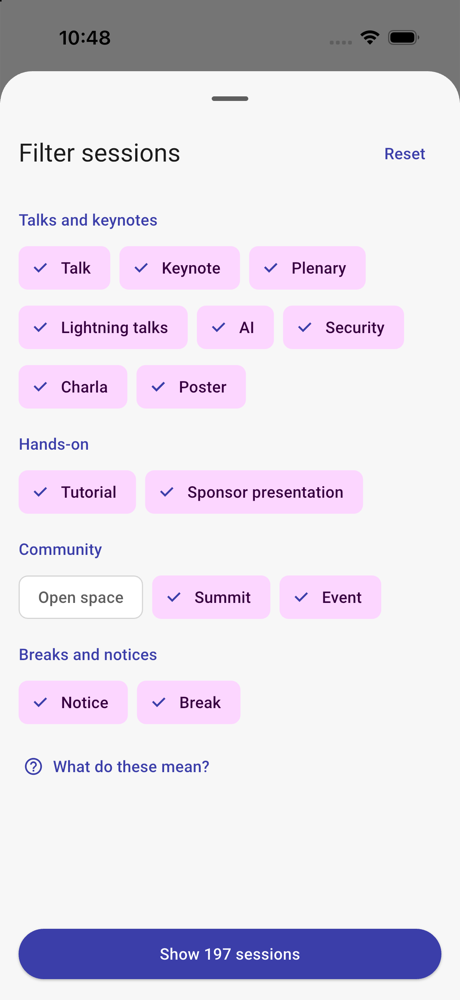 10:48
Filter sessions Reset
Talks and keynotes
Talk Keynote Plenary
Lightning talks AI Security
Charla Poster
Hands-on
Tutorial Sponsor presentation
Community
Open space Summit Event
Breaks and notices
Notice Break
What do these mean?
Show 197 sessions